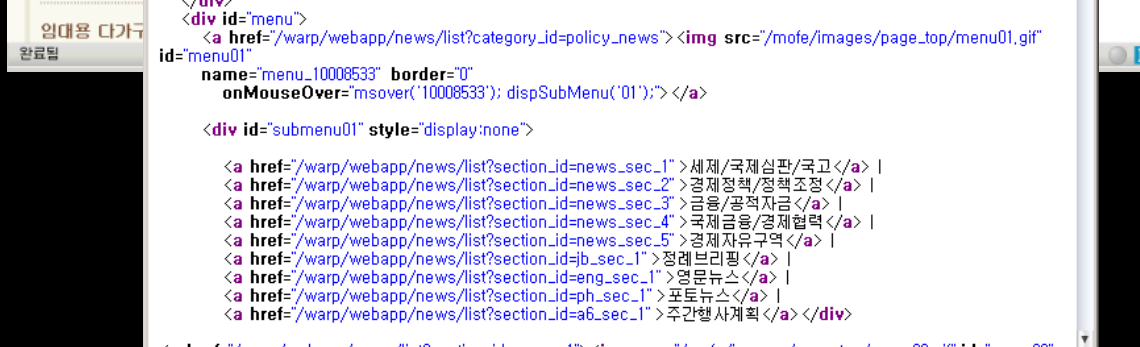 </div>
<div id="menu">
<a href="/warp/webapp/news/list?category_id=policy_news"><img src="/mofe/images/page_top/menu01.gif"
id="menu01"
name="menu_10008533" border="0"
onMouseOver="msover('10008533'); dispSubMenu('01');"></a>
<div id="submenu01" style="display:none">
<a href="/warp/webapp/news/list?section_id=news_sec_1" >세제/국제심판/국고</a> |
<a href="/warp/webapp/news/list?section_id=news_sec_2" >경제정책/정책조정</a> |
<a href="/warp/webapp/news/list?section_id=news_sec_3" >금융/공적자금</a> |
<a href="/warp/webapp/news/list?section_id=news_sec_4" >국제금융/경제협력</a> |
<a href="/warp/webapp/news/list?section_id=news_sec_5" >경제자유구역</a> |
<a href="/warp/webapp/news/list?section_id=jb_sec_1" >정례브리핑</a> |
<a href="/warp/webapp/news/list?section_id=eng_sec_1" >영문뉴스</a> |
<a href="/warp/webapp/news/list?section_id=ph_sec_1" >포토뉴스</a> |
<a href="/warp/webapp/news/list?section_id=a6_sec_1" >주간행사계획</a></div>
임대용 다가구
완료됨